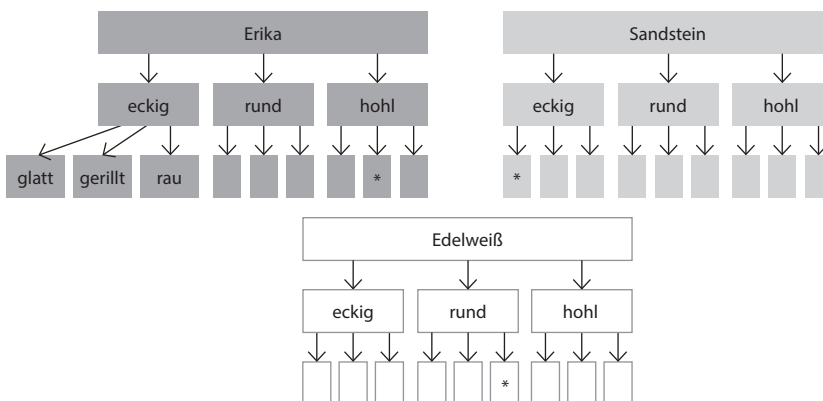 Erika
Sandstein
eckig rund hohl
eckig rund hohl
glatt gerillt rau
*
*
Edelweiß
eckig rund hohl
*